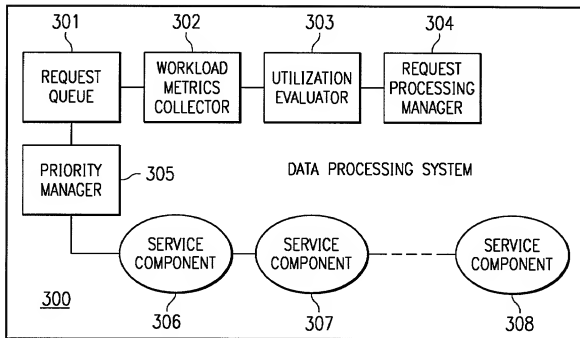 301
302
303
304
REQUEST
QUEUE
WORKLOAD
METRICS
COLLECTOR
UTILIZATION
EVALUATOR
REQUEST
PROCESSING
MANAGER
PRIORITY
MANAGER
305
DATA PROCESSING SYSTEM
SERVICE
COMPONENT
SERVICE
COMPONENT
SERVICE
COMPONENT
300
306
307
308